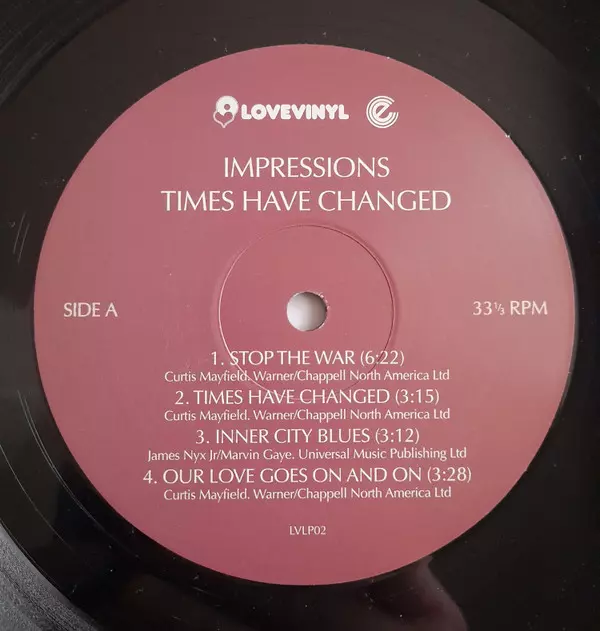 LOVEVINYL
IMPRESSIONS
TIMES HAVE CHANGED
SIDE A
33⅓ RPM
1. STOP THE WAR (6:22)
Curtis Mayfield. Warner/Chappell North America Ltd
2. TIMES HAVE CHANGED (3:15)
Curtis Mayfield. Warner/Chappell North America Ltd
3. INNER CITY BLUES (3:12)
James Nyx Jr/Marvin Gaye. Universal Music Publishing Ltd
4. OUR LOVE GOES ON AND ON (3:28)
Curtis Mayfield. Warner/Chappell North America Ltd
LVLP02